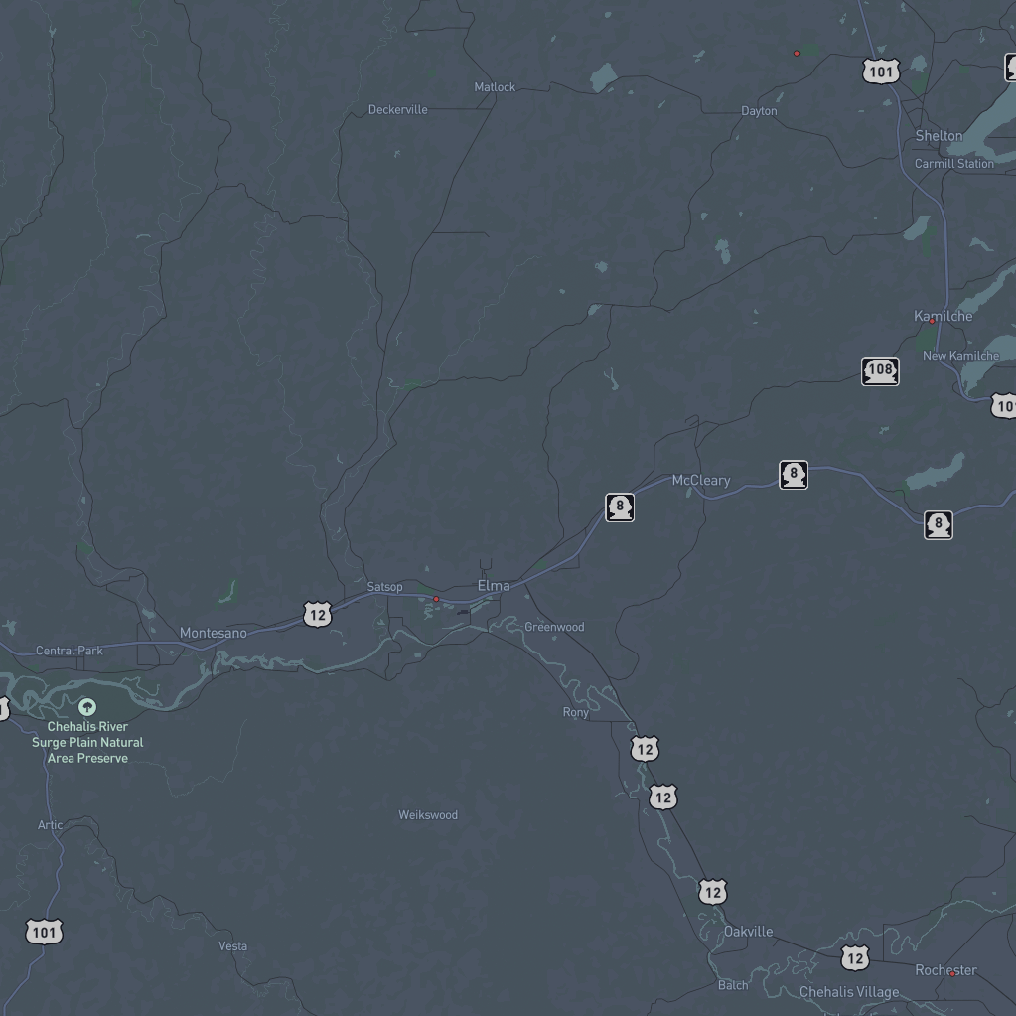 101
Matlock
Deckerville
Dayton
Shelton
Carmill Station
Kamilche
New Kamilche
108
101
8
McCleary
8
8
Satsop
Elma
12
Greenwood
Montesano
Central Park
Chehalis River
Surge Plain Natural
Area Preserve
Rony
12
12
Weikswood
Artic
12
101
Vesta
Oakville
12
Rochester
Balch
Chehalis Village